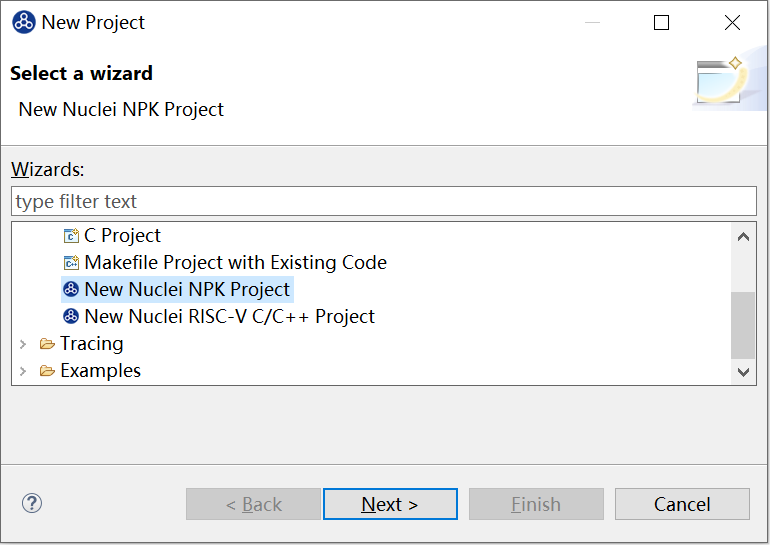 New Project
Select a wizard
New Nuclei NPK Project
Wizards:
type filter text
C Project
Makefile Project with Existing Code
New Nuclei NPK Project
New Nuclei RISC-V C/C++ Project
Tracing
Examples
< Back
Next >
Finish
Cancel